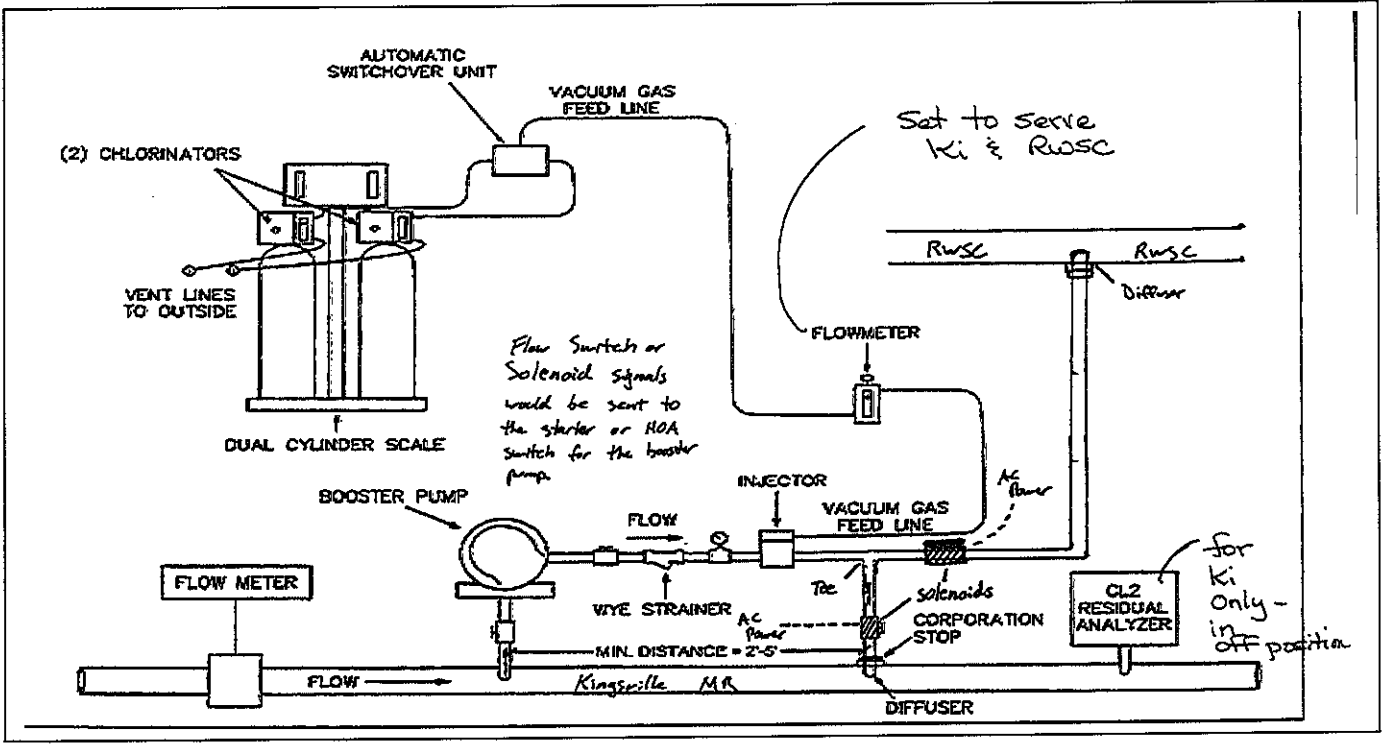 AUTOMATIC
SWITCHOVER UNIT
VACUUM GAS
FEED LINE
(2) CHLORINATORS
Set to serve
Ki & RWSC
RWSC
RWSC
Diffuser
VENT LINES
TO OUTSIDE
FLOWMETER
Flow Switch or
Solenoid signals
would be sent to
the starter or HOA
switch for the booster
pump.
DUAL CYLINDER SCALE
BOOSTER PUMP
FLOW
INJECTOR
VACUUM GAS
FEED LINE
AC
Power
for
Ki
Only -
in
off position
FLOW METER
WYE STRAINER
Tee
Solenoids
AC
Power
CORPORATION
STOP
CL2
RESIDUAL
ANALYZER
MIN. DISTANCE = 2'-5'
FLOW
Kingsville MR
DIFFUSER